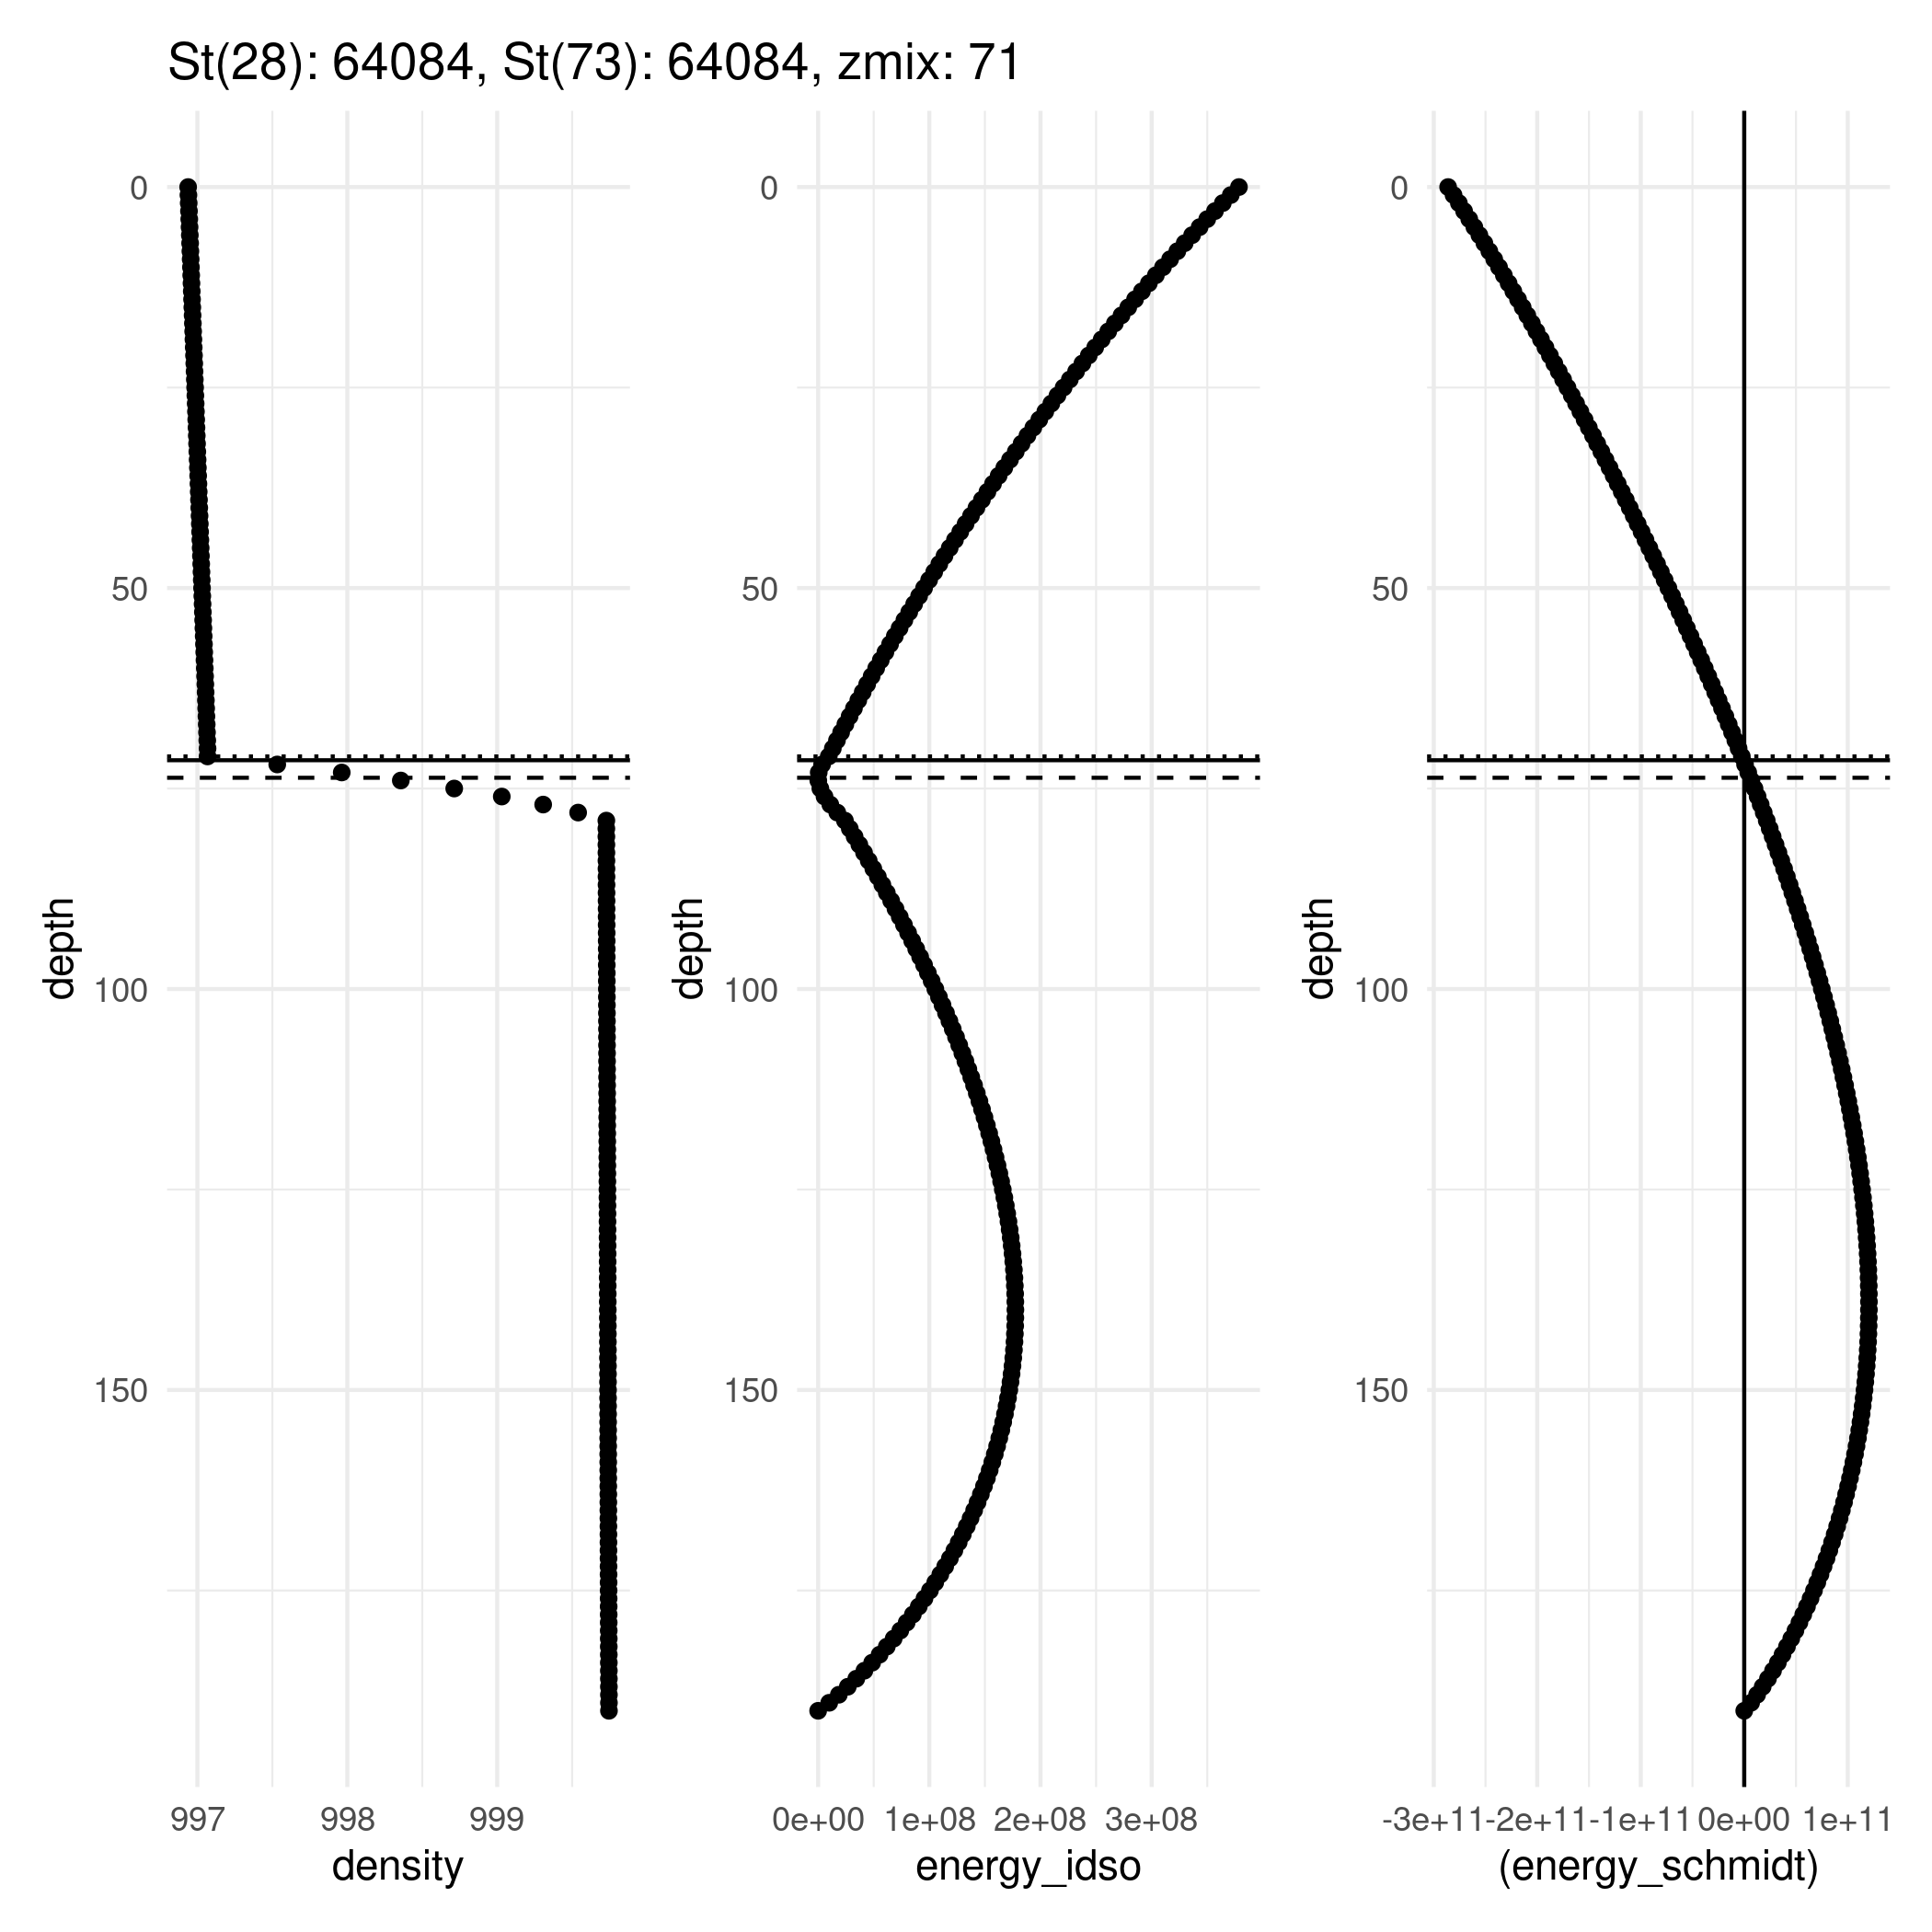 St(28): 64084, St(73): 64084, zmix: 71
0
50
100
150
depth
997 998 999
density
0
50
100
150
depth
0e+00 1e+08 2e+08 3e+08
energy_idso
0
50
100
150
depth
-3e+11 -2e+11 -1e+11 0e+00 1e+11
(energy_schmidt)